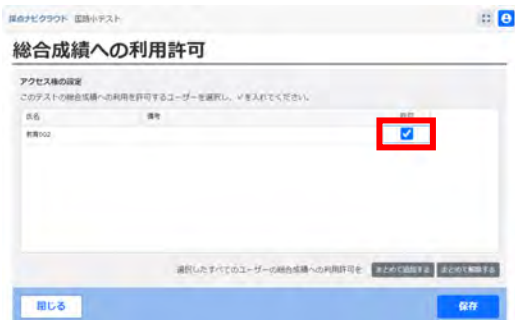 採点ナビクラウド 国語小テスト
総合成績への利用許可
アクセス権の設定
このテストの総合成績への利用を許可するユーザーを選択し、✓を入れてください。
氏名 備考 許可
教育002
選択したすべてのユーザーの総合成績への利用許可を まとめて追加する まとめて解除する
閉じる 保存